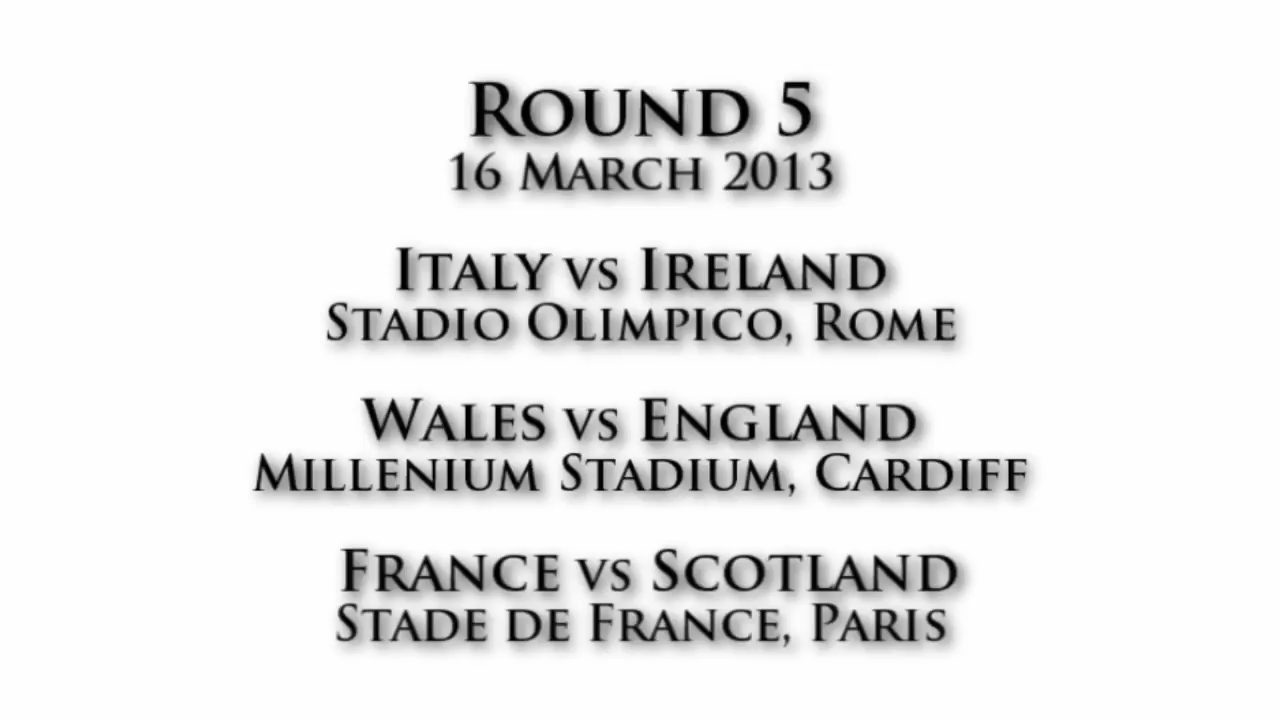 Round 5
16 March 2013
Italy vs Ireland
Stadio Olimpico, Rome
Wales vs England
Millenium Stadium, Cardiff
France vs Scotland
Stade de France, Paris